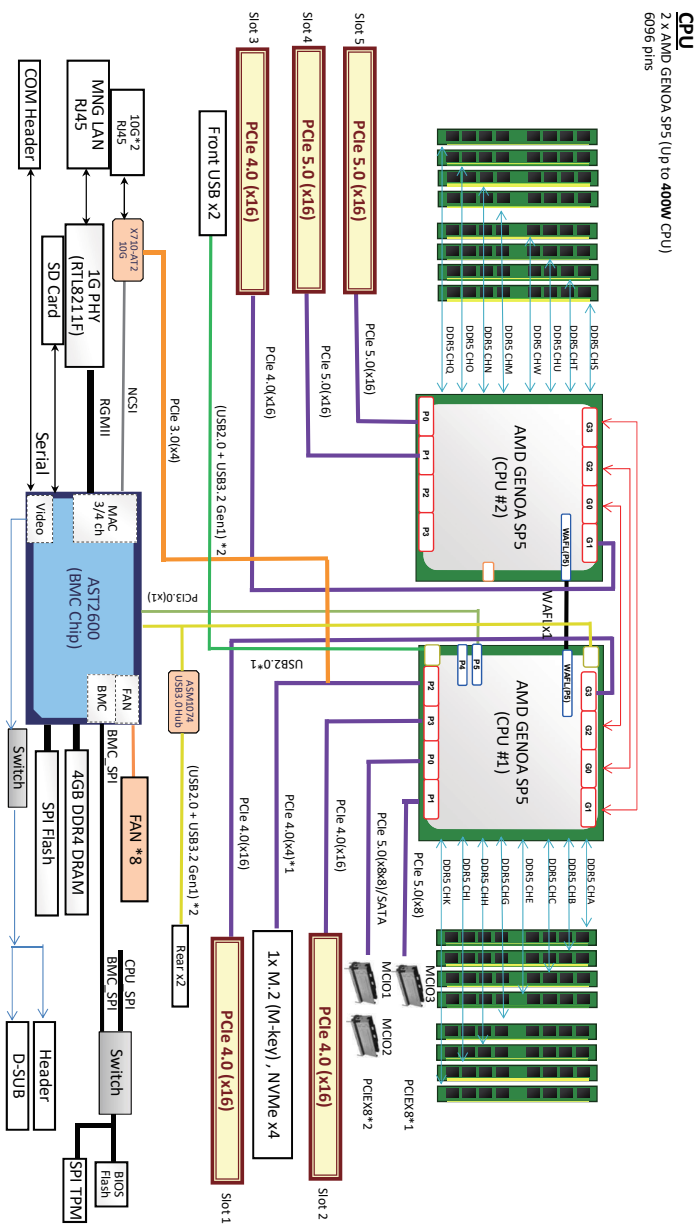 CPU
2 x AMD GENOA SP5 (Up to 400W CPU)
6096 pins
DDR5 CHS
DDR5 CHT
DDR5 CHU
DDR5 CHW
DDR5 CHM
DDR5 CHN
DDR5 CHO
DDR5 CHQ
G3
G2
G0
G1
AMD GENOA SP5
(CPU #2)
WAFL(P5)
P0
P1
P2
P3
WAFLx1
G3
G2
G0
G1
AMD GENOA SP5
(CPU #1)
WAFL(P5)
P5
P4
P2
P3
P0
P1
DDR5 CHA
DDR5 CHB
DDR5 CHC
DDR5 CHE
DDR5 CHG
DDR5 CHH
DDR5 CHI
DDR5 CHK
Slot 5
PCIe 5.0 (x16)
PCIe 5.0(x16)
Slot 4
PCIe 5.0 (x16)
PCIe 5.0(x16)
Slot 3
PCIe 4.0 (x16)
PCIe 4.0(x16)
Front USB x2
(USB2.0 + USB3.2 Gen1) *2
USB2.0*1
PCIe 5.0(x8)
MCIO3
PCIEX8*1
PCIe 5.0(x8x8)/SATA
MCIO1
MCIO2
PCIEX8*2
PCIe 4.0(x16)
PCIe 4.0 (x16)
Slot 2
PCIe 4.0(x4)*1
1x M.2 (M-key) , NVMe x4
PCIe 4.0(x16)
PCIe 4.0 (x16)
Slot 1
10G*2
RJ45
X710-AT2
10G
PCIe 3.0(x4)
NCSI
MNG LAN
RJ45
1G PHY
(RTL8211F)
RGMII
SD Card
COM Header
Serial
PCI3.0(x1)
ASM1074
USB3.0Hub
(USB2.0 + USB3.2 Gen1) *2
Rear x2
MAC
3/4 ch
Video
AST2600
(BMC Chip)
FAN
BMC
FAN *8
BMC_SPI
4GB DDR4 DRAM
SPI Flash
Switch
CPU_SPI
BMC_SPI
Switch
BIOS
Flash
SPI TPM
Header
D-SUB